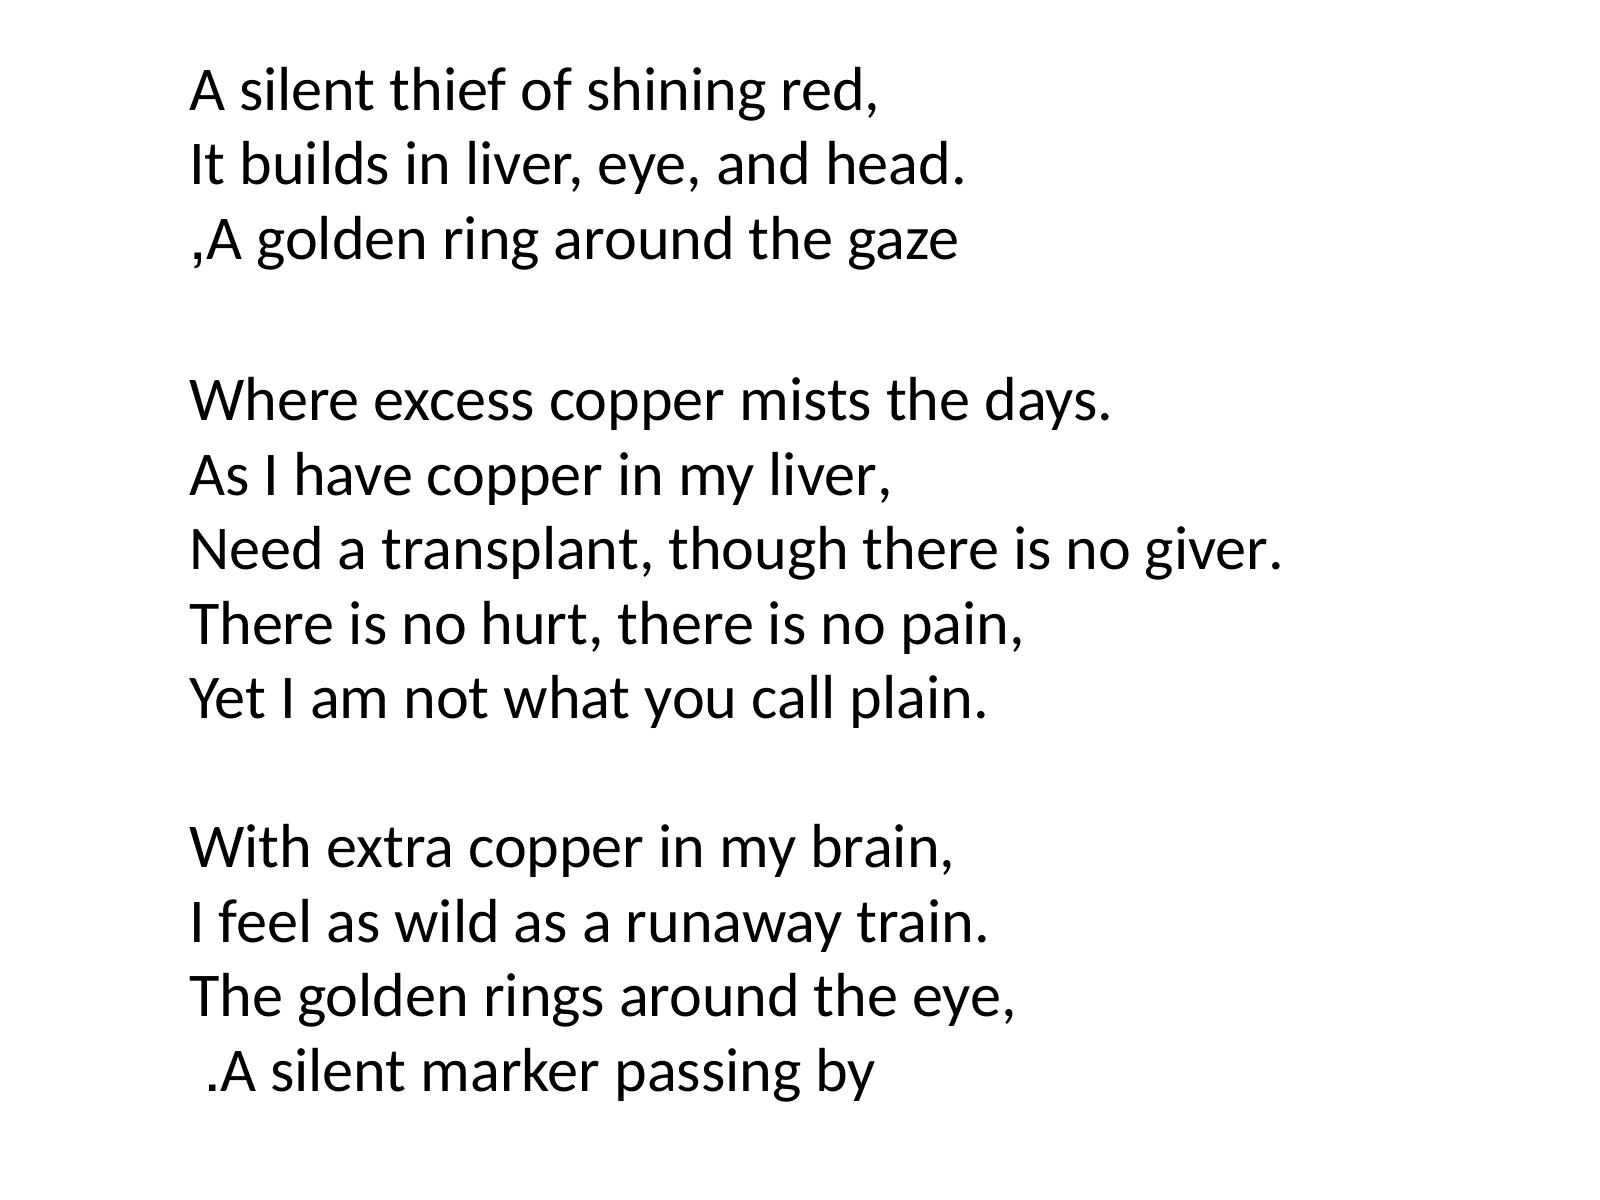 A silent thief of shining red,
It builds in liver, eye, and head.
,A golden ring around the gaze
Where excess copper mists the days.
As I have copper in my liver,
Need a transplant, though there is no giver.
There is no hurt, there is no pain,
Yet I am not what you call plain.
With extra copper in my brain,
I feel as wild as a runaway train.
The golden rings around the eye,
.A silent marker passing by